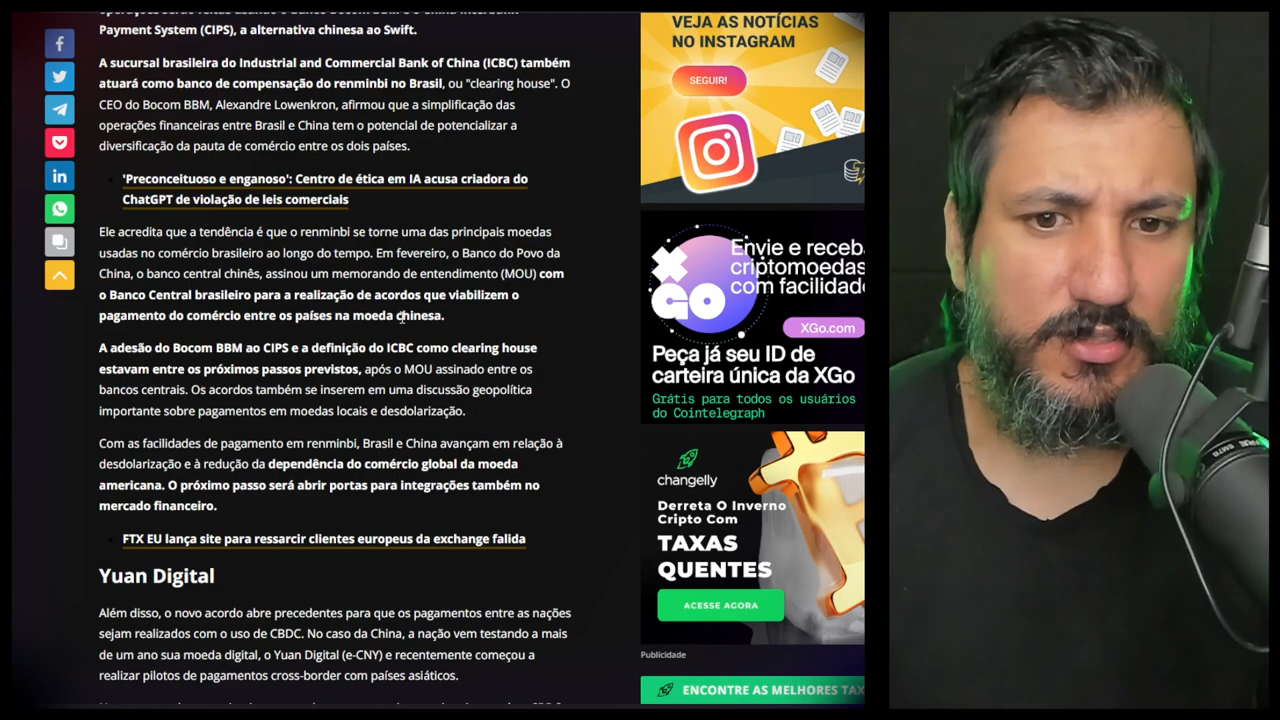 Payment System (CIPS), a alternativa chinesa ao Swift.
A sucursal brasileira do Industrial and Commercial Bank of China (ICBC) também
atuará como banco de compensação do renminbi no Brasil, ou "clearing house". O
CEO do Bocom BBM, Alexandre Lowenkron, afirmou que a simplificação das
operações financeiras entre Brasil e China tem o potencial de potencializar a
diversificação da pauta de comércio entre os dois países.
'Preconceituoso e enganoso': Centro de ética em IA acusa criadora do
ChatGPT de violação de leis comerciais
Ele acredita que a tendência é que o renminbi se torne uma das principais moedas
usadas no comércio brasileiro ao longo do tempo. Em fevereiro, o Banco do Povo da
China, o banco central chinês, assinou um memorando de entendimento (MOU) com
o Banco Central brasileiro para a realização de acordos que viabilizem o
pagamento do comércio entre os países na moeda chinesa.
A adesão do Bocom BBM ao CIPS e a definição do ICBC como clearing house
estavam entre os próximos passos previstos, após o MOU assinado entre os
bancos centrais. Os acordos também se inserem em uma discussão geopolítica
importante sobre pagamentos em moedas locais e desdolarização.
Com as facilidades de pagamento em renminbi, Brasil e China avançam em relação à
desdolarização e à redução da dependência do comércio global da moeda
americana. O próximo passo será abrir portas para integrações também no
mercado financeiro.
FTX EU lança site para ressarcir clientes europeus da exchange falida
Yuan Digital
Além disso, o novo acordo abre precedentes para que os pagamentos entre as nações
sejam realizados com o uso de CBDC. No caso da China, a nação vem testando a mais
de um ano sua moeda digital, o Yuan Digital (e-CNY) e recentemente começou a
realizar pilotos de pagamentos cross-border com países asiáticos.
VEJA AS NOTÍCIAS
NO INSTAGRAM
SEGUIR!
X
GO
Envie e receba
criptomoedas
com facilidade
XGo.com
Peça já seu ID de
carteira única da XGo
Grátis para todos os usuários
do Cointelegraph
changelly
Derreta O Inverno
Cripto Com
TAXAS
QUENTES
ACESSE AGORA
Publicidade
ENCONTRE AS MELHORES TAX